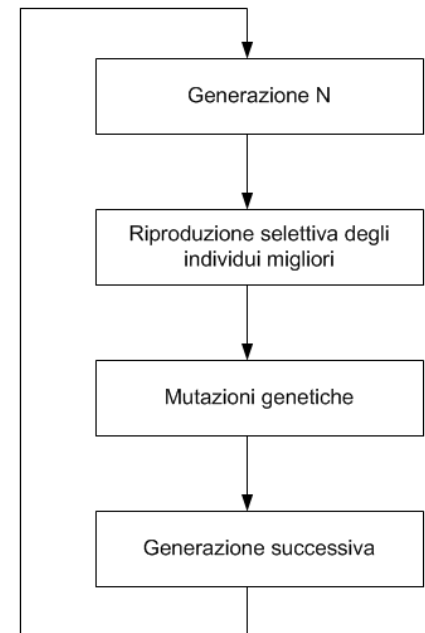 Generazione N
Riproduzione selettiva degli
individui migliori
Mutazioni genetiche
Generazione successiva